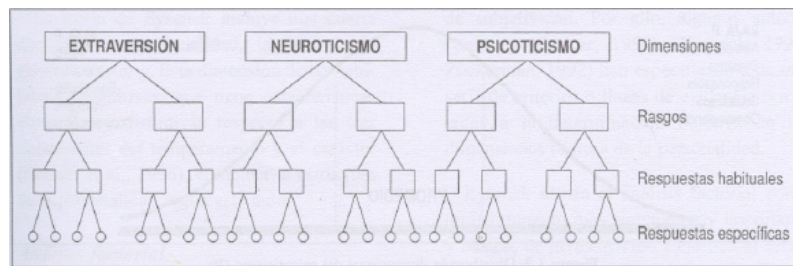 EXTRAVERSIÓN NEUROTICISMO PSICOTICISMO Dimensiones
Rasgos
Respuestas habituales
Respuestas específicas